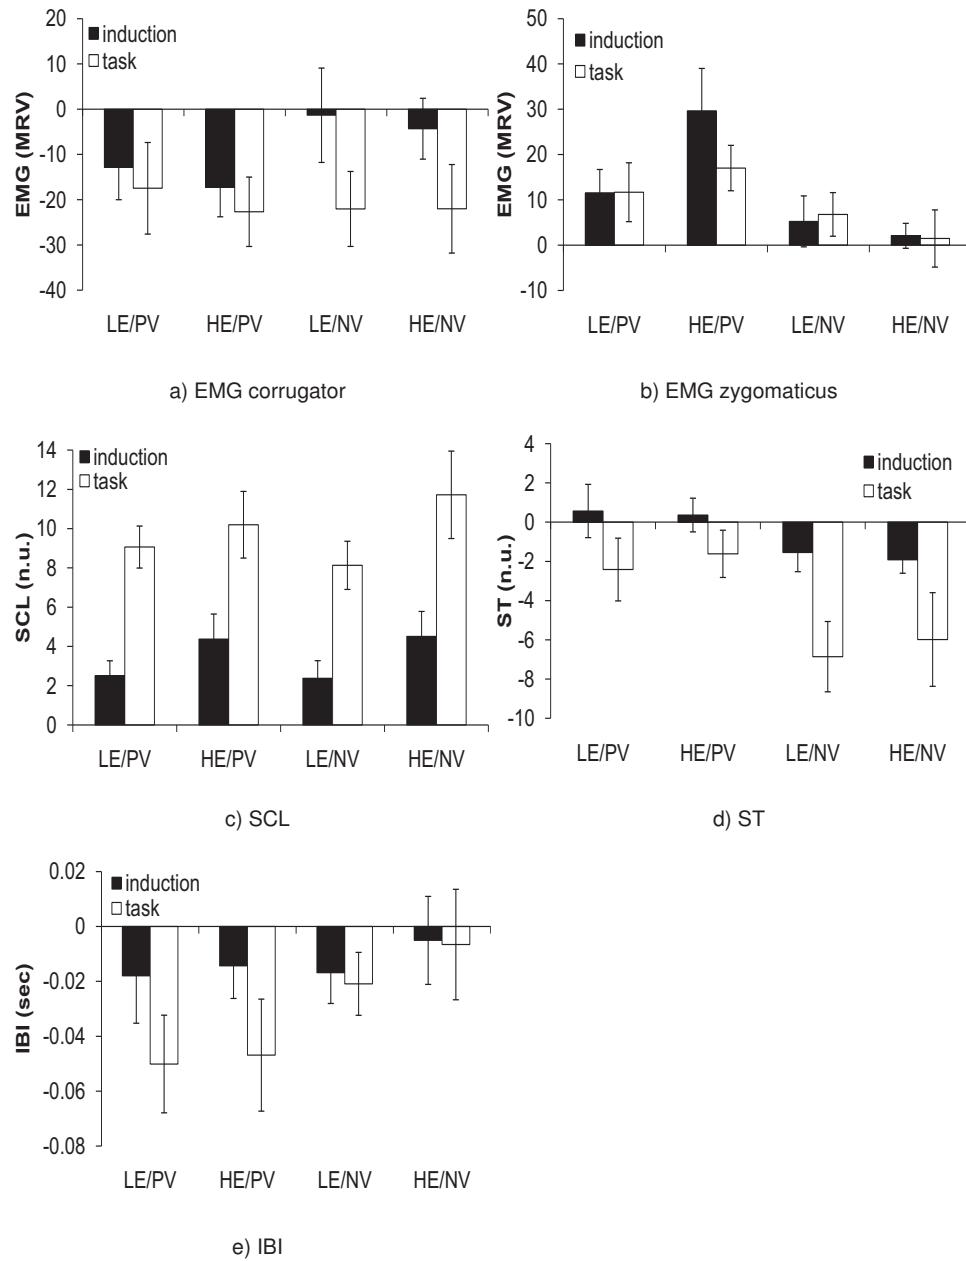 20
10
0
-10
-20
-30
-40
EMG (MRV)
induction
task
LE/PV HE/PV LE/NV HE/NV
a) EMG corrugator
50
40
30
20
10
0
-10
EMG (MRV)
induction
task
LE/PV HE/PV LE/NV HE/NV
b) EMG zygomaticus
14
12
10
8
6
4
2
0
SCL (n.u.)
induction
task
LE/PV HE/PV LE/NV HE/NV
c) SCL
4
2
0
-2
-4
-6
-8
-10
ST (n.u.)
induction
task
LE/PV HE/PV LE/NV HE/NV
d) ST
0.02
0
-0.02
-0.04
-0.06
-0.08
IBI (sec)
induction
task
LE/PV HE/PV LE/NV HE/NV
e) IBI